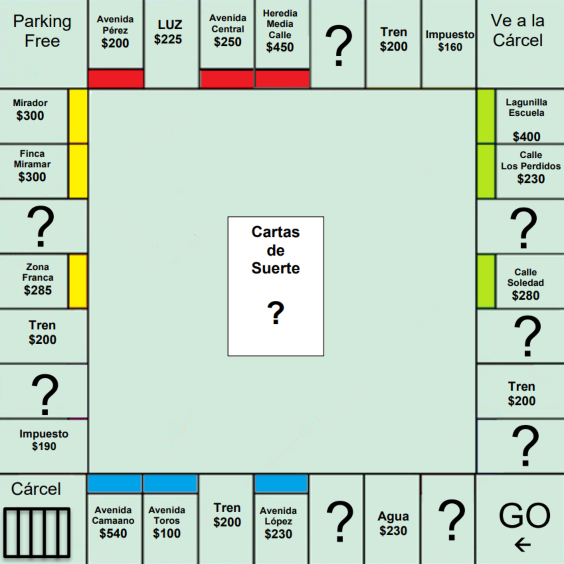 Parking
Free
Avenida
Pérez
$200
LUZ
$225
Avenida
Central
$250
Heredia
Media
Calle
$450
?
Tren
$200
Impuesto
$160
Ve a la
Cárcel
Mirador
$300
Finca
Miramar
$300
?
Zona
Franca
$285
Tren
$200
?
Impuesto
$190
Cartas
de
Suerte
?
Lagunilla
Escuela
$400
Calle
Los Perdidos
$230
?
Calle
Soledad
$280
?
Tren
$200
?
Cárcel
Avenida
Camaano
$540
Avenida
Toros
$100
Tren
$200
Avenida
López
$230
?
Agua
$230
?
GO
←